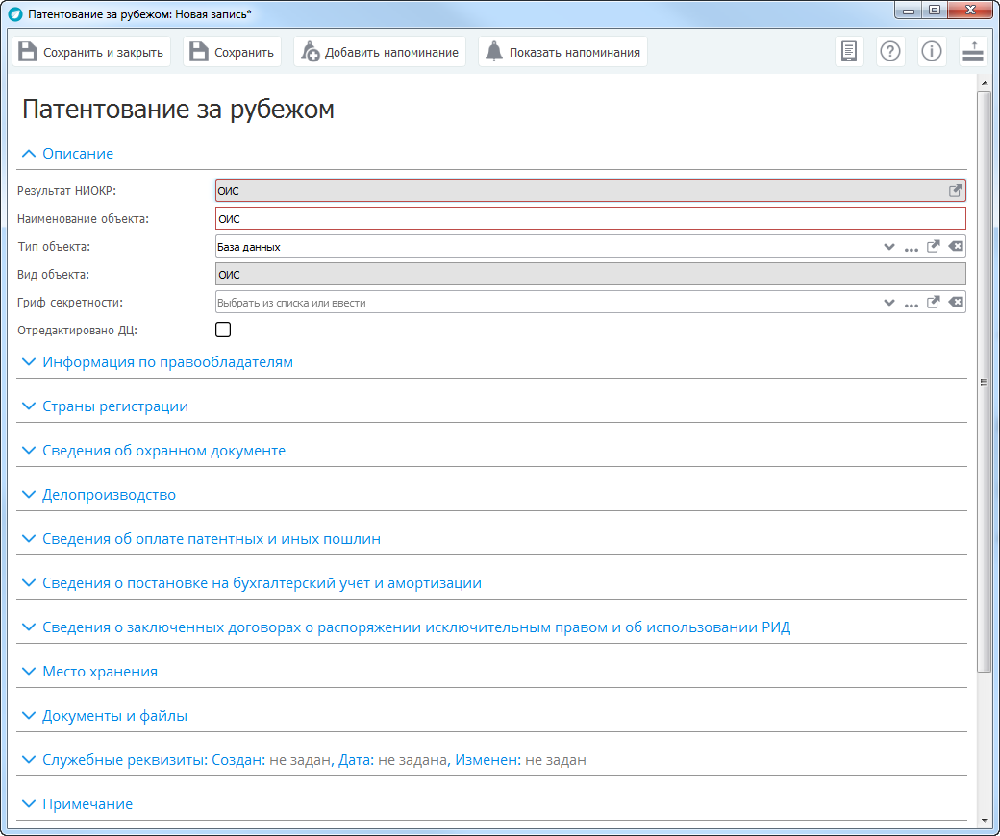 Патентование за рубежом: Новая запись*
Сохранить и закрыть Сохранить Добавить напоминание Показать напоминания
Патентование за рубежом
Описание
Результат НИОКР: ОИС
Наименование объекта: ОИС
Тип объекта: База данных
Вид объекта: ОИС
Гриф секретности: Выбрать из списка или ввести
Отредактировано ДЦ:
Информация по правообладателям
Страны регистрации
Сведения об охранном документе
Делопроизводство
Сведения об оплате патентных и иных пошлин
Сведения о постановке на бухгалтерский учет и амортизации
Сведения о заключенных договорах о распоряжении исключительным правом и об использовании РИД
Место хранения
Документы и файлы
Служебные реквизиты: Создан: не задан, Дата: не задана, Изменен: не задан
Примечание